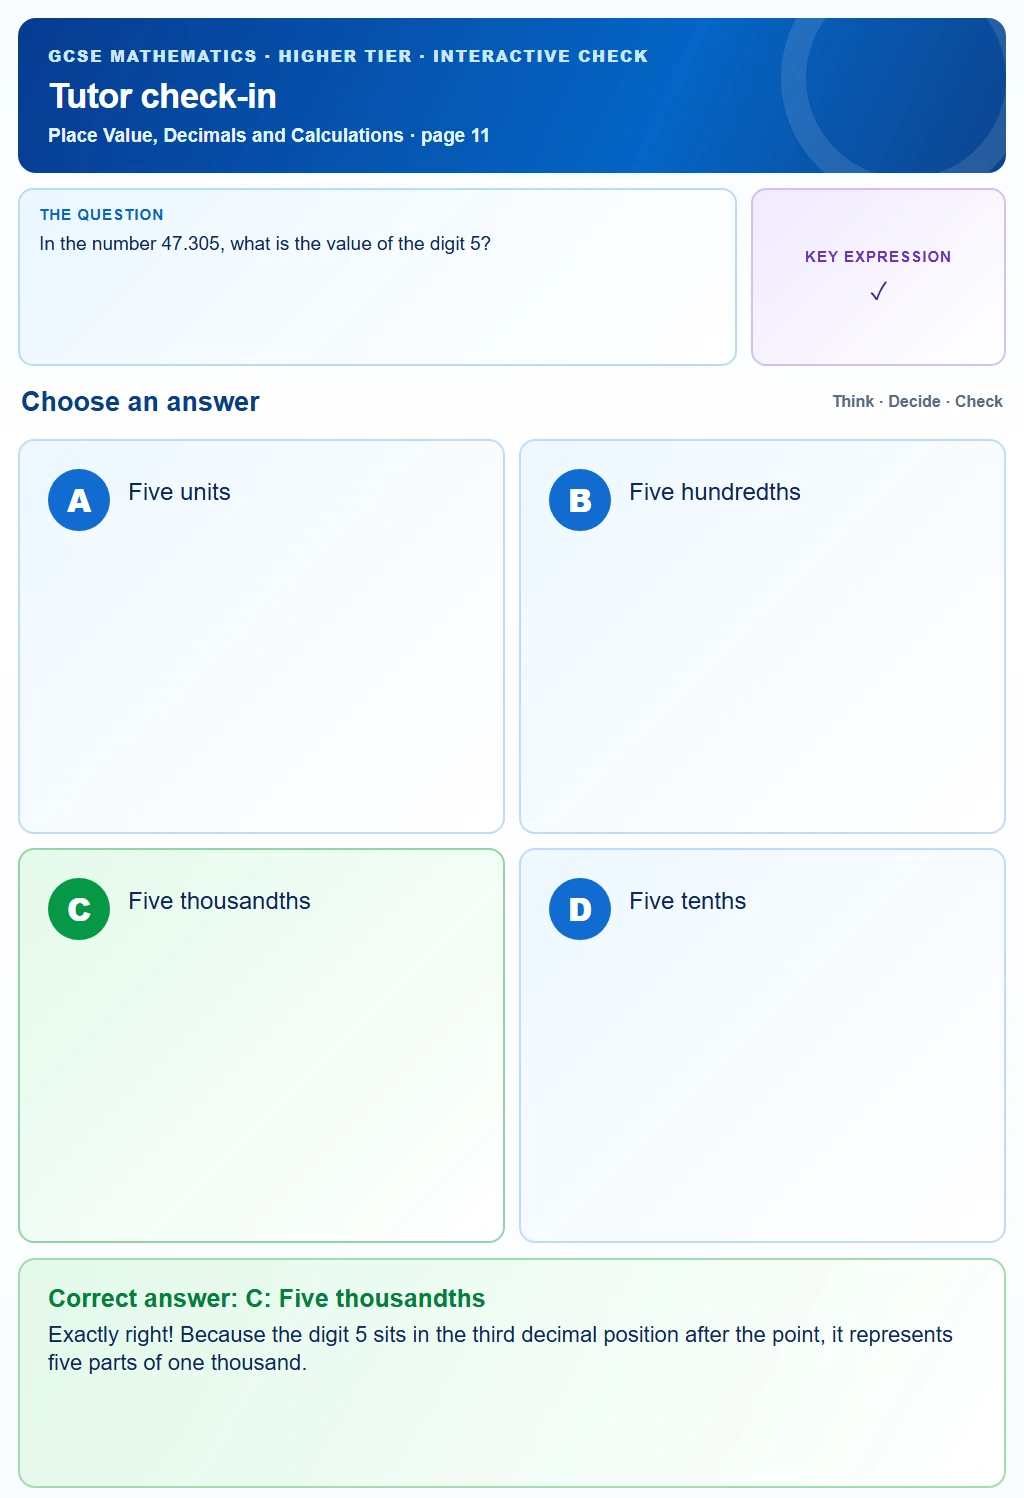 GCSE MATHEMATICS · HIGHER TIER · INTERACTIVE CHECK
Tutor check-in
Place Value, Decimals and Calculations · page 11
THE QUESTION
In the number 47.305, what is the value of the digit 5?
KEY EXPRESSION
✓
Choose an answer
Think · Decide · Check
A Five units
B Five hundredths
C Five thousandths
D Five tenths
Correct answer: C: Five thousandths
Exactly right! Because the digit 5 sits in the third decimal position after the point, it represents
five parts of one thousand.